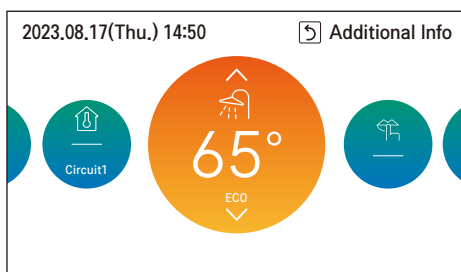 2023.08.17(Thu.) 14:50
Additional Info
Circuit1
65°
ECO